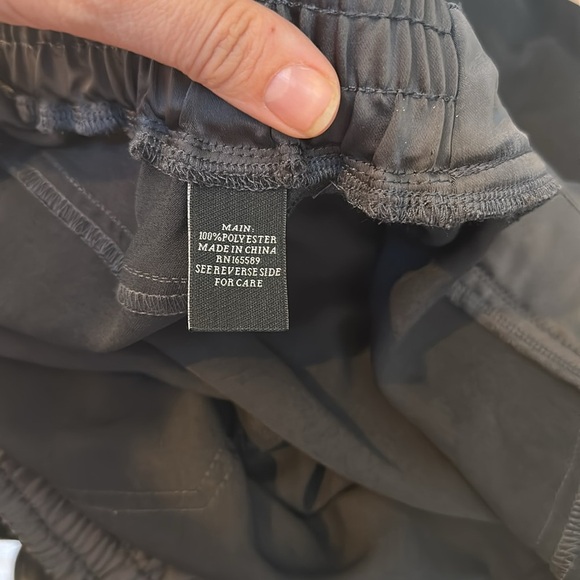 MAIN:
100%POLYESTER
MADE IN CHINA
RN165589
SEE REVERSE SIDE
FOR CARE